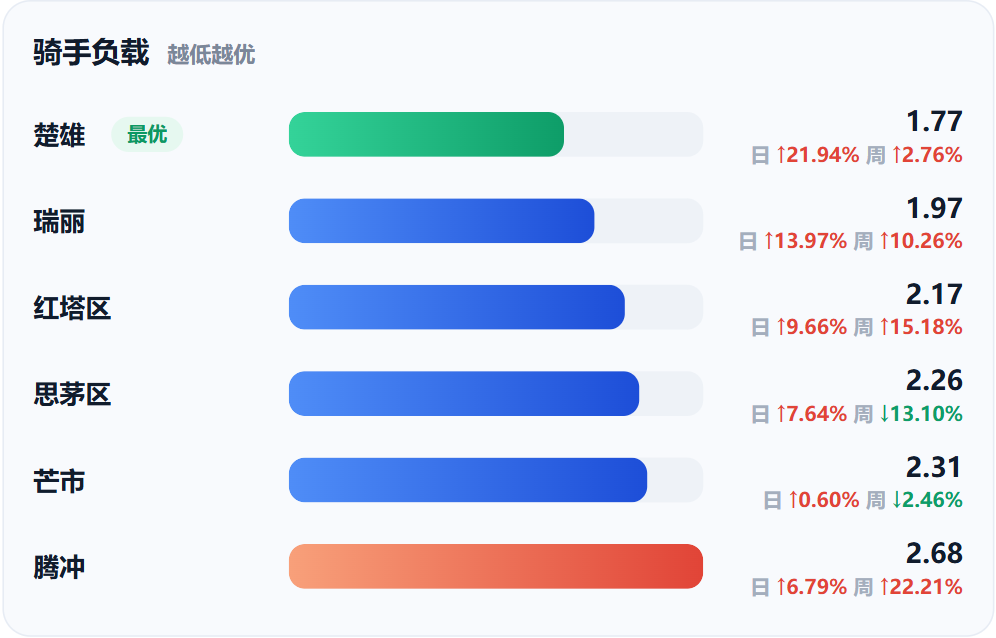 骑手负载 越低越优
楚雄 最优 1.77
日 ↑21.94% 周 ↑2.76%
瑞丽 1.97
日 ↑13.97% 周 ↑10.26%
红塔区 2.17
日 ↑9.66% 周 ↑15.18%
思茅区 2.26
日 ↑7.64% 周 ↓13.10%
芒市 2.31
日 ↑0.60% 周 ↓2.46%
腾冲 2.68
日 ↑6.79% 周 ↑22.21%